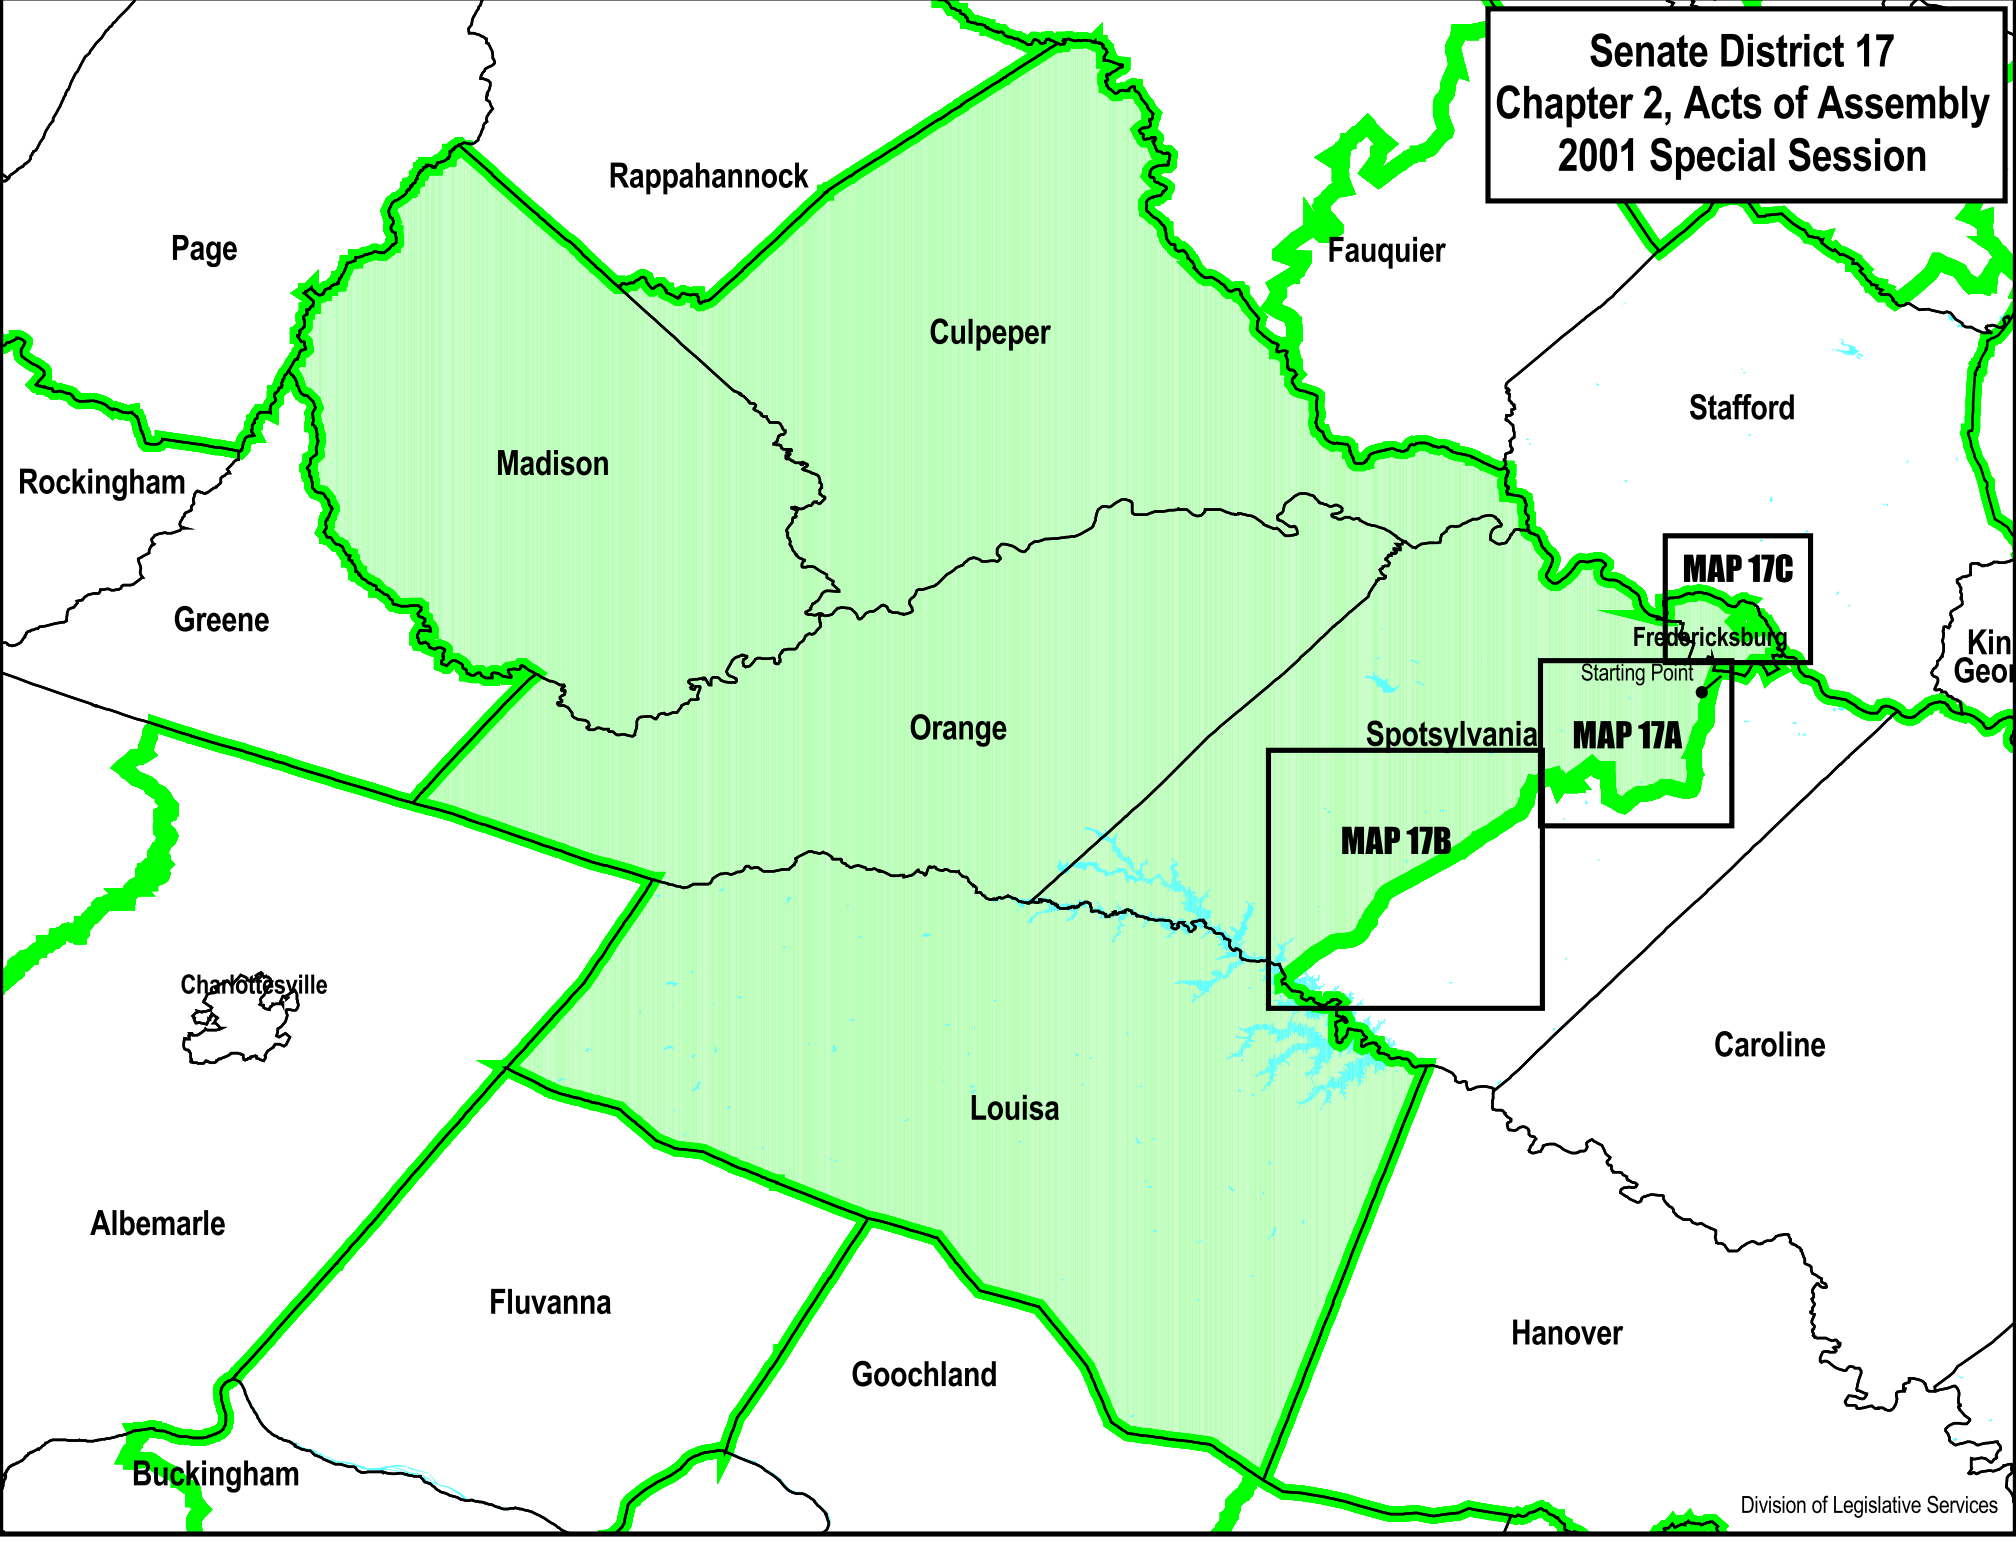 Senate District 17
Chapter 2, Acts of Assembly
2001 Special Session
Rappahannock
Page
Fauquier
Culpeper
Stafford
Madison
Rockingham
MAP 17C
Greene
Fredericksburg
Kin
Geor
Starting Point
Orange
Spotsylvania
MAP 17A
MAP 17B
Charlottesville
Caroline
Louisa
Albemarle
Fluvanna
Hanover
Goochland
Buckingham
Division of Legislative Services